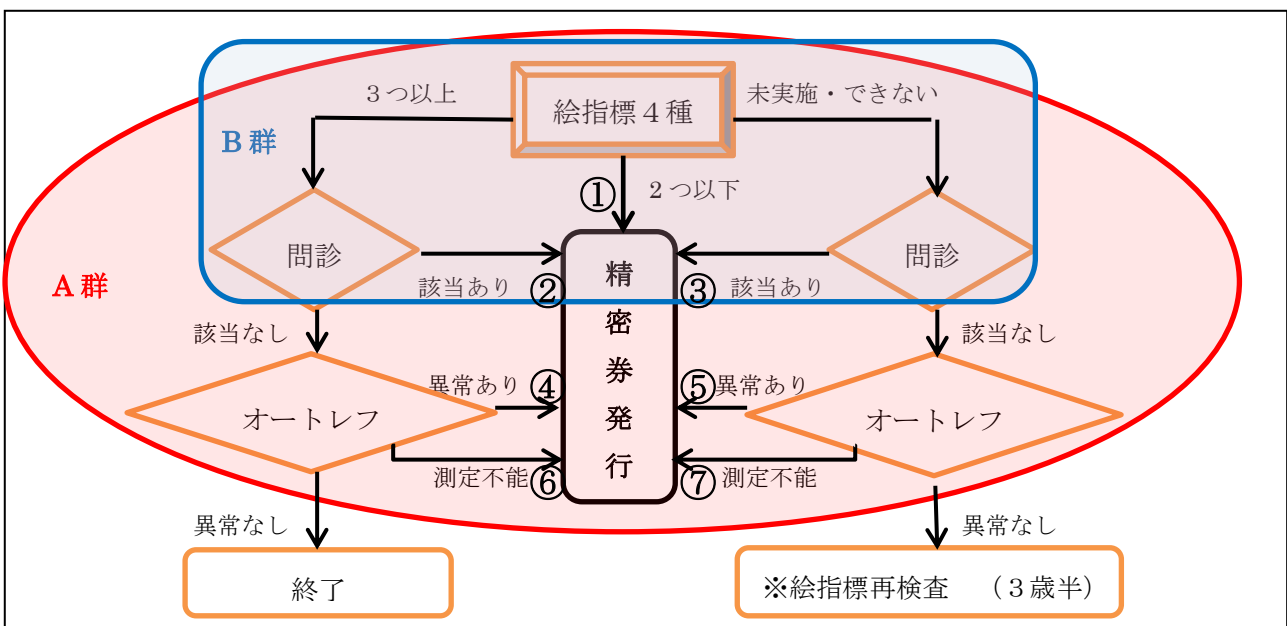 ３つ以上
絵指標４種
未実施・できない
B 群
①
２つ以下
問診
問診
A 群
精密券発行
該当あり
②
③
該当あり
該当なし
該当なし
異常あり
④
⑤
異常あり
オートレフ
オートレフ
測定不能
⑥
⑦
測定不能
異常なし
異常なし
終了
※絵指標再検査　（３歳半）